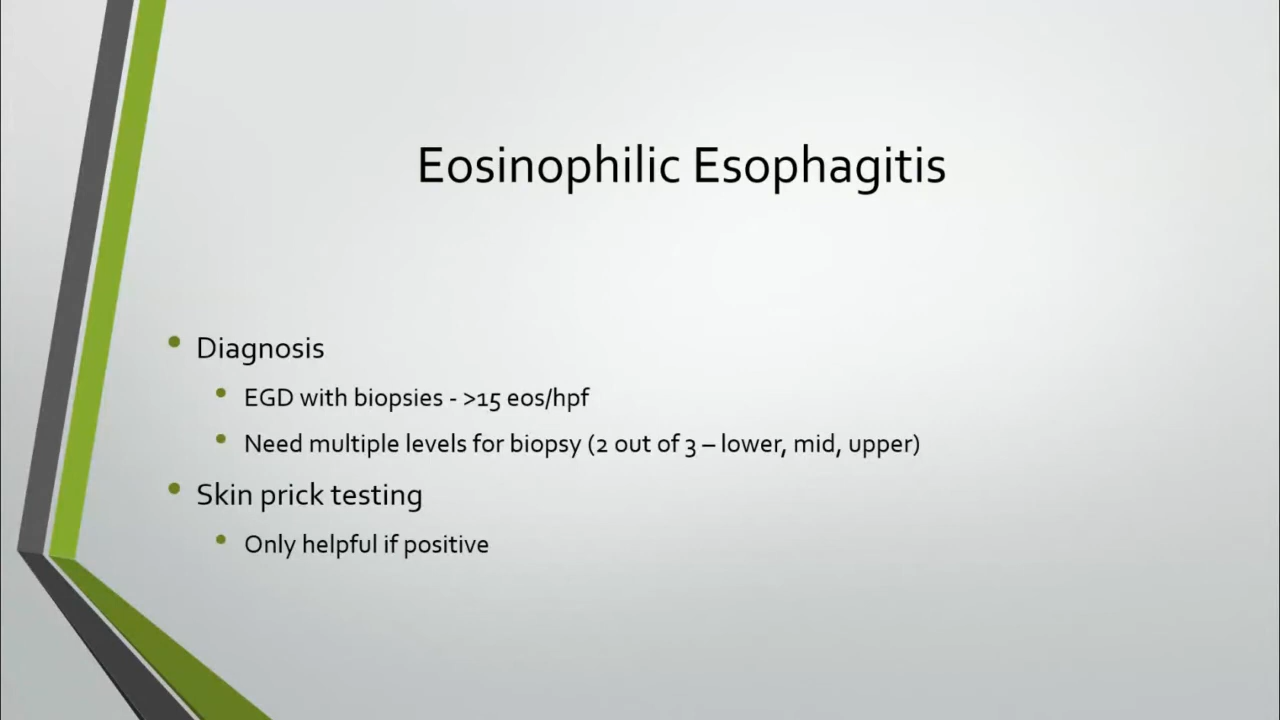 Eosinophilic Esophagitis
• Diagnosis
• EGD with biopsies - >15 eos/hpf
• Need multiple levels for biopsy (2 out of 3 – lower, mid, upper)
• Skin prick testing
• Only helpful if positive